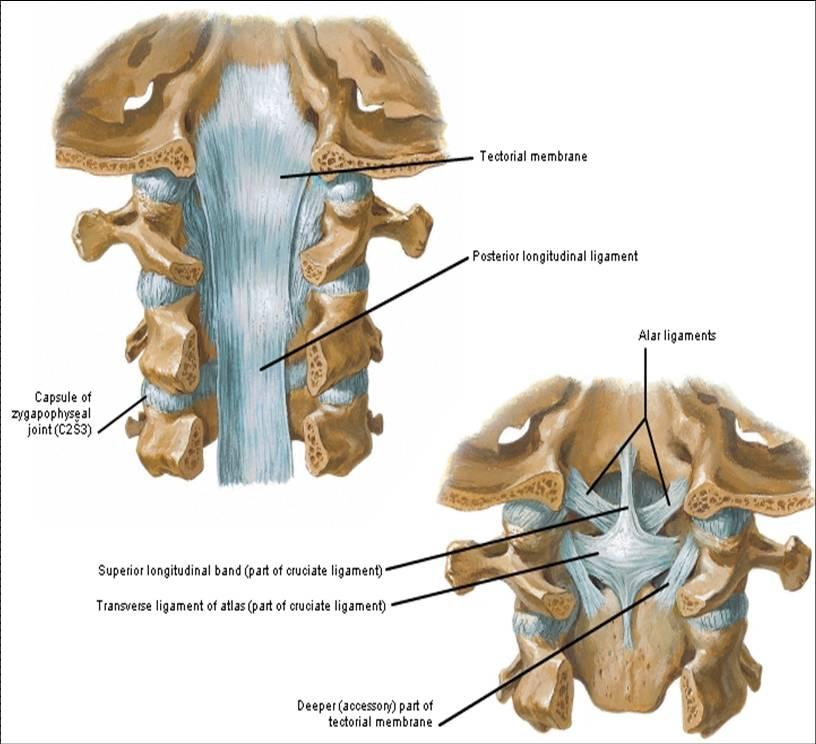 Tectorial membrane
Posterior longitudinal ligament
Alar ligaments
Capsule of
zygapophyseal
joint (C2Š3)
Superior longitudinal band (part of cruciate ligament)
Transverse ligament of atlas (part of cruciate ligament)
Deeper (accessory) part of
tectorial membrane